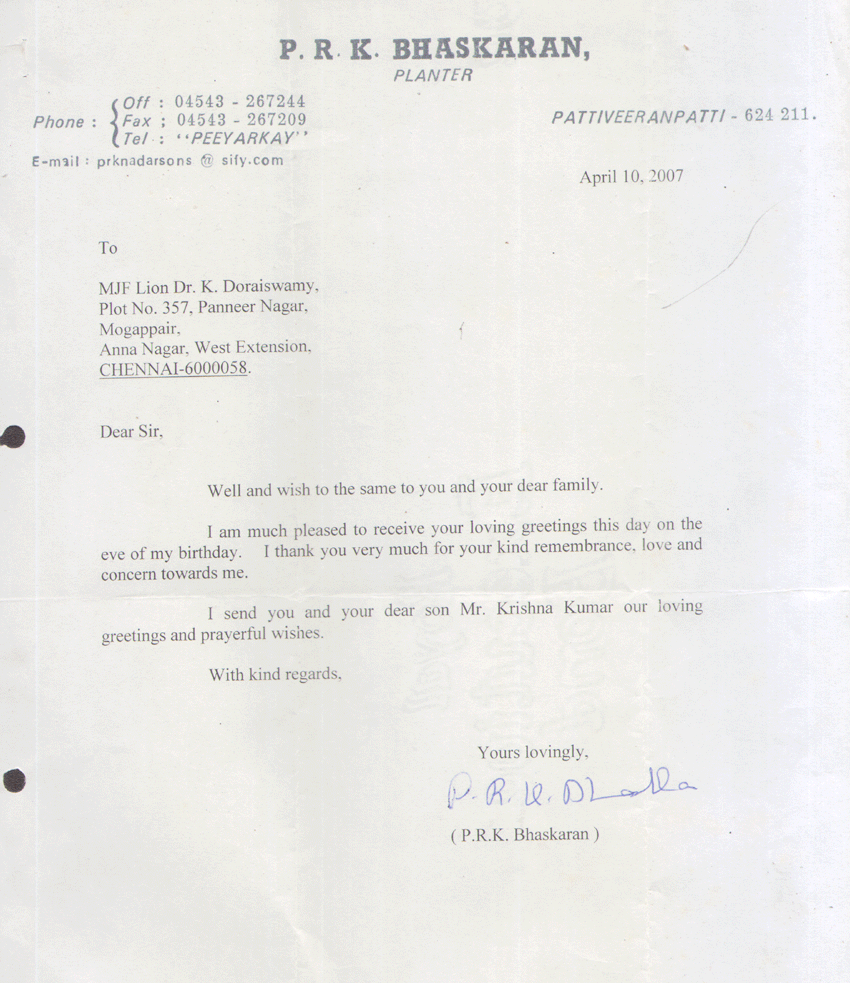 P. R. K. BHASKARAN,
PLANTER
Phone :
Off : 04543 - 267244
Fax ; 04543 - 267209
Tel : ‘‘PEEYARKAY’’
E-mail : prknadarsons @ sify.com
PATTIVEERANPATTI - 624 211.
April 10, 2007
To
MJF Lion Dr. K. Doraiswamy,
Plot No. 357, Panneer Nagar,
Mogappair,
Anna Nagar, West Extension,
CHENNAI-6000058.
Dear Sir,
Well and wish to the same to you and your dear family.
I am much pleased to receive your loving greetings this day on the
eve of my birthday. I thank you very much for your kind remembrance, love and
concern towards me.
I send you and your dear son Mr. Krishna Kumar our loving
greetings and prayerful wishes.
With kind regards,
Yours lovingly,
P. R. K.
( P.R.K. Bhaskaran )